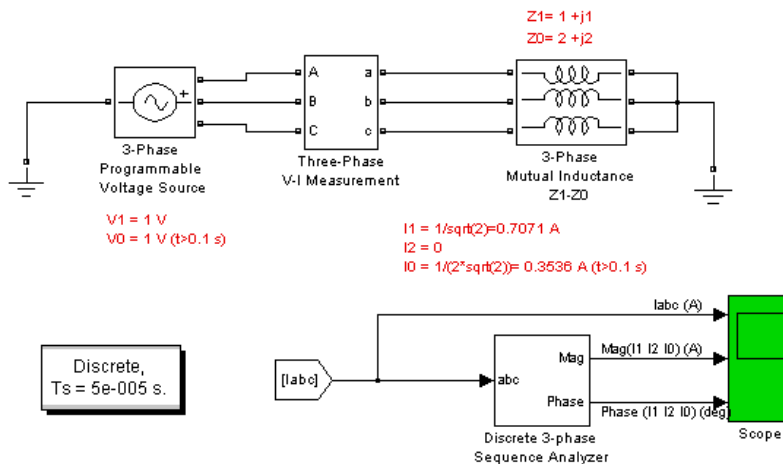 Z1= 1 +j1
Z0= 2 +j2
+
A
B
C
a
b
c
3-Phase
Programmable
Voltage Source
Three-Phase
V-I Measurement
3-Phase
Mutual Inductance
Z1-Z0
V1 = 1 V
V0 = 1 V (t>0.1 s)
I1 = 1/sqrt(2)=0.7071 A
I2 = 0
I0 = 1/(2*sqrt(2))= 0.3536 A (t>0.1 s)
Discrete,
Ts = 5e-005 s.
[Iabc]
abc
Mag
Phase
Discrete 3-phase
Sequence Analyzer
Iabc (A)
Mag(I1 I2 I0) (A)
Phase (I1 I2 I0) (deg)
Scope